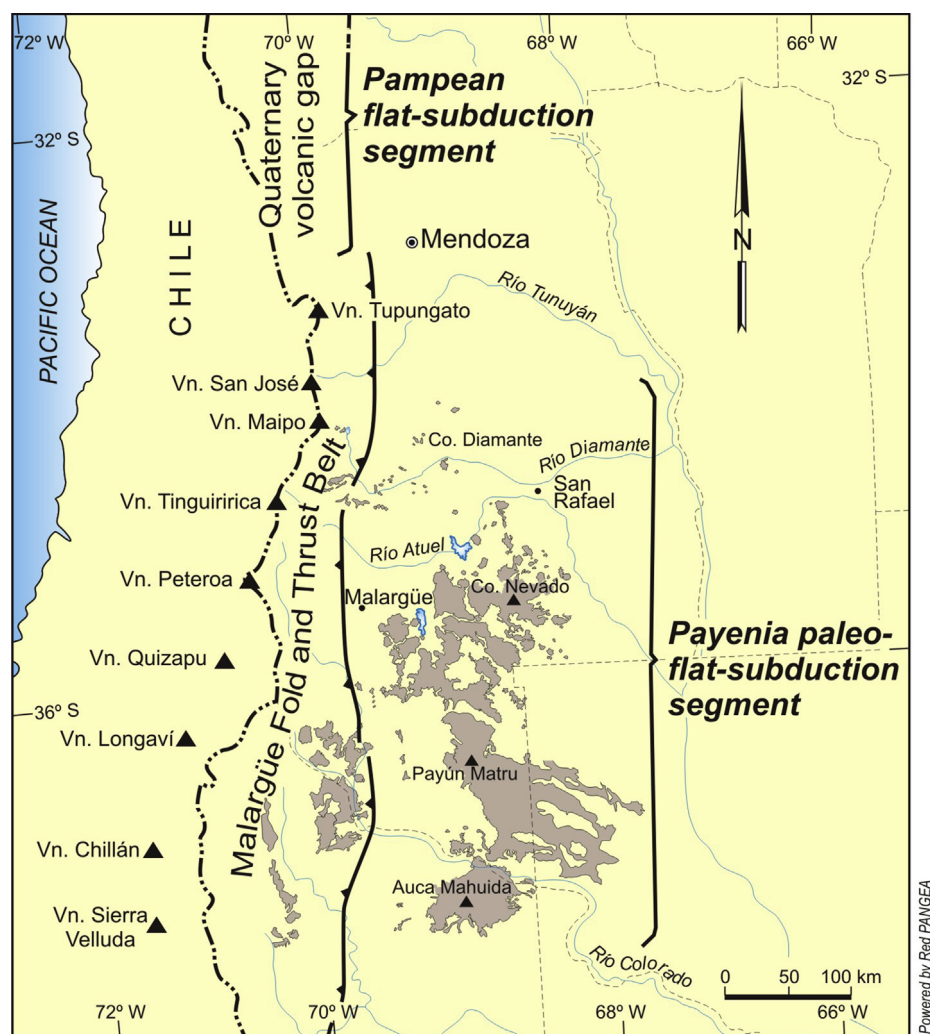 72º W
70º W
68º W
66º W
32º S
32º S
Quaternary
volcanic gap
Pampean
flat-subduction
segment
PACIFIC OCEAN
CHILE
Mendoza
N
Río Tunuyán
Vn. Tupungato
Vn. San José
Vn. Maipo
Co. Diamante
Río Diamante
Vn. Tinguiririca
San
Rafael
Río Atuel
Vn. Peteroa
Co. Nevado
Malargüe
Malargüe Fold and Thrust Belt
Payenia paleo-
flat-subduction
segment
Vn. Quizapu
36º S
Vn. Longaví
Payún Matru
Vn. Chillán
Auca Mahuida
Vn. Sierra
Velluda
Río Colorado
0 50 100 km
72º W
70º W
68º W
66º W
Powered by Red PANGEA